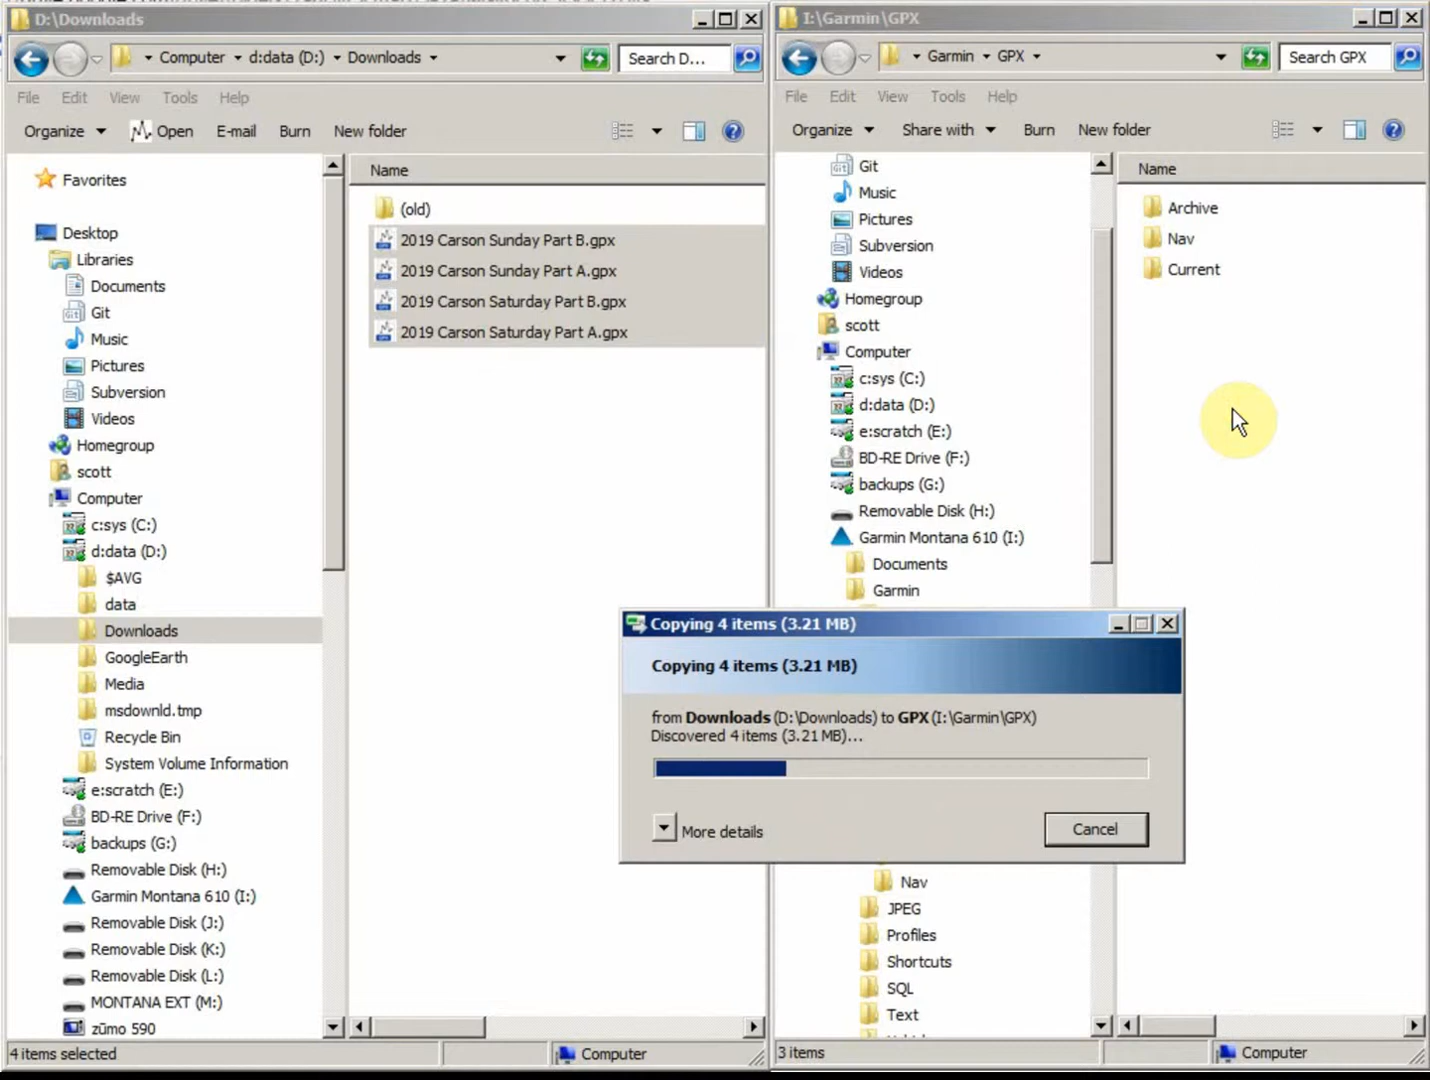 D:\Downloads
Computer
d:data (D:)
Downloads
Search D...
File
Edit
View
Tools
Help
Organize
Open
E-mail
Burn
New folder
Favorites
Desktop
Libraries
Documents
Git
Music
Pictures
Subversion
Videos
Homegroup
scott
Computer
c:sys (C:)
d:data (D:)
$AVG
data
Downloads
GoogleEarth
Media
msdownld.tmp
Recycle Bin
System Volume Information
e:scratch (E:)
BD-RE Drive (F:)
backups (G:)
Removable Disk (H:)
Garmin Montana 610 (I:)
Removable Disk (J:)
Removable Disk (K:)
Removable Disk (L:)
MONTANA EXT (M:)
zūmo 590
Name
(old)
2019 Carson Sunday Part B.gpx
2019 Carson Sunday Part A.gpx
2019 Carson Saturday Part B.gpx
2019 Carson Saturday Part A.gpx
4 items selected
Computer
I:\Garmin\GPX
Garmin
GPX
Search GPX
File
Edit
View
Tools
Help
Organize
Share with
Burn
New folder
Git
Music
Pictures
Subversion
Videos
Homegroup
scott
Computer
c:sys (C:)
d:data (D:)
e:scratch (E:)
BD-RE Drive (F:)
backups (G:)
Removable Disk (H:)
Garmin Montana 610 (I:)
Documents
Garmin
Nav
JPEG
Profiles
Shortcuts
SQL
Text
Name
Archive
Nav
Current
3 items
Computer
Copying 4 items (3.21 MB)
Copying 4 items (3.21 MB)
from Downloads (D:\Downloads) to GPX (I:\Garmin\GPX)
Discovered 4 items (3.21 MB)...
More details
Cancel